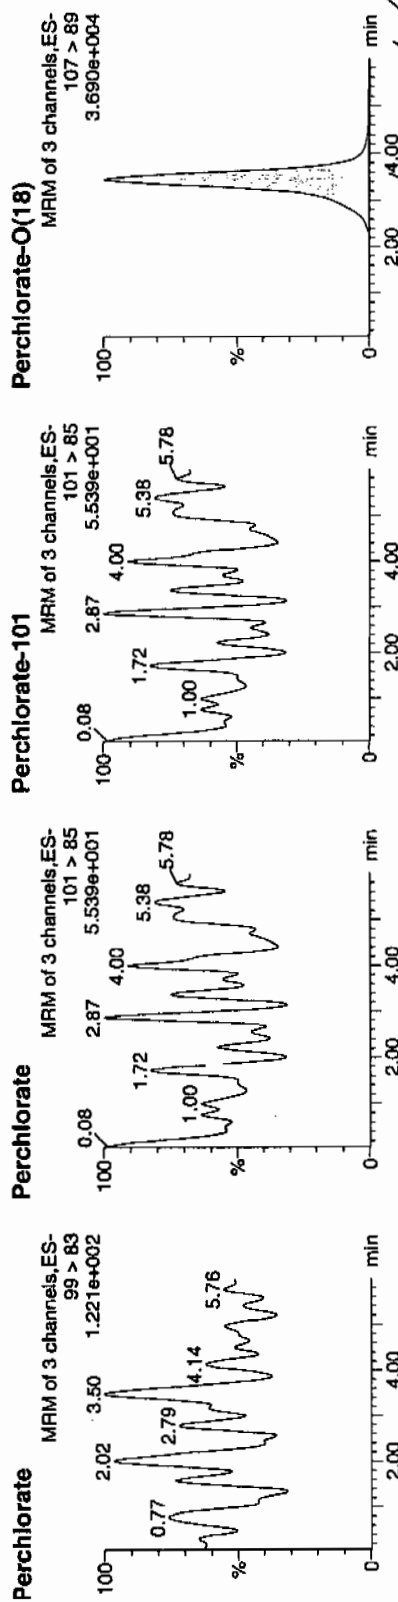 Perchlorate
MRM of 3 channels,ES-
99 > 83
1.221e+002
100
%
0
0.77
2.02
2.79
3.50
4.14
5.76
2.00
4.00
min
Perchlorate
MRM of 3 channels,ES-
101 > 85
5.539e+001
100
%
0
0.08
1.00
1.72
2.87
4.00
5.38
5.78
2.00
4.00
min
Perchlorate-101
MRM of 3 channels,ES-
101 > 85
5.539e+001
100
%
0
0.08
1.00
1.72
2.87
4.00
5.38
5.78
2.00
4.00
min
Perchlorate-O(18)
MRM of 3 channels,ES-
107 > 89
3.690e+004
100
%
0
2.00
4.00
min